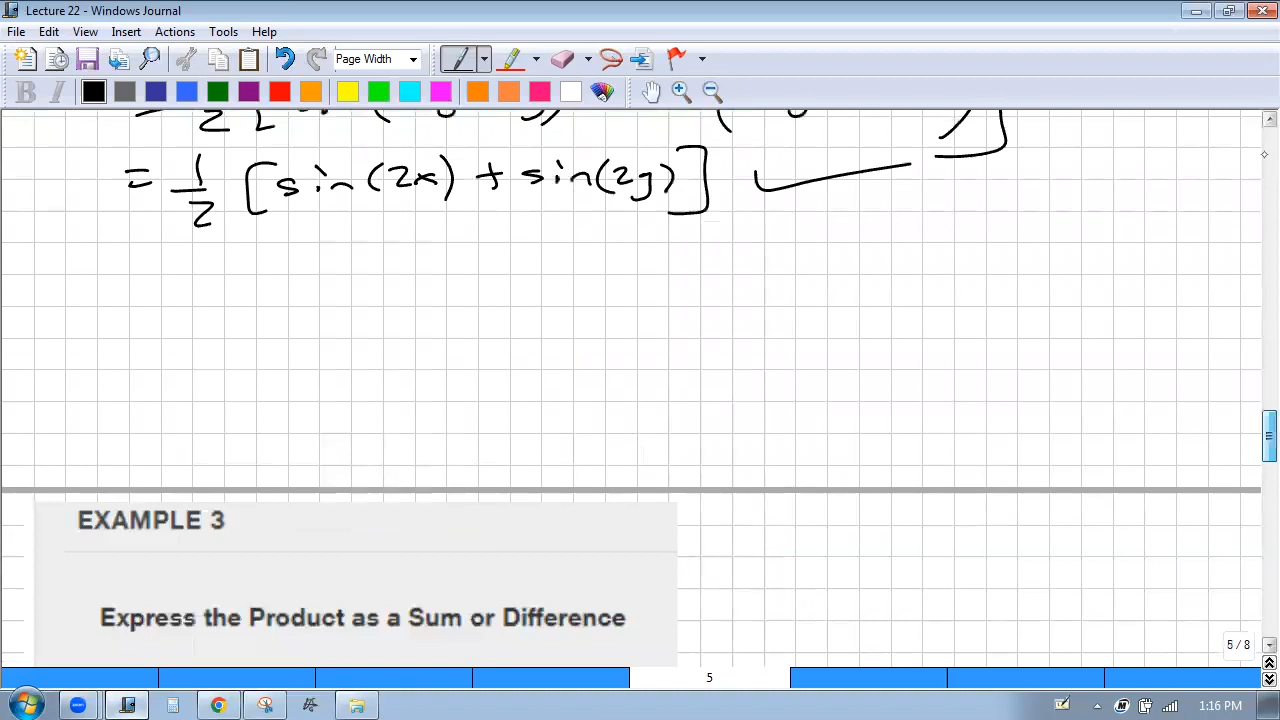 Lecture 22 - Windows Journal
File Edit View Insert Actions Tools Help
Page Width
B I
= 1/2 [sin(2x) + sin(2y)]
EXAMPLE 3
Express the Product as a Sum or Difference
5 / 8
5
1:16 PM